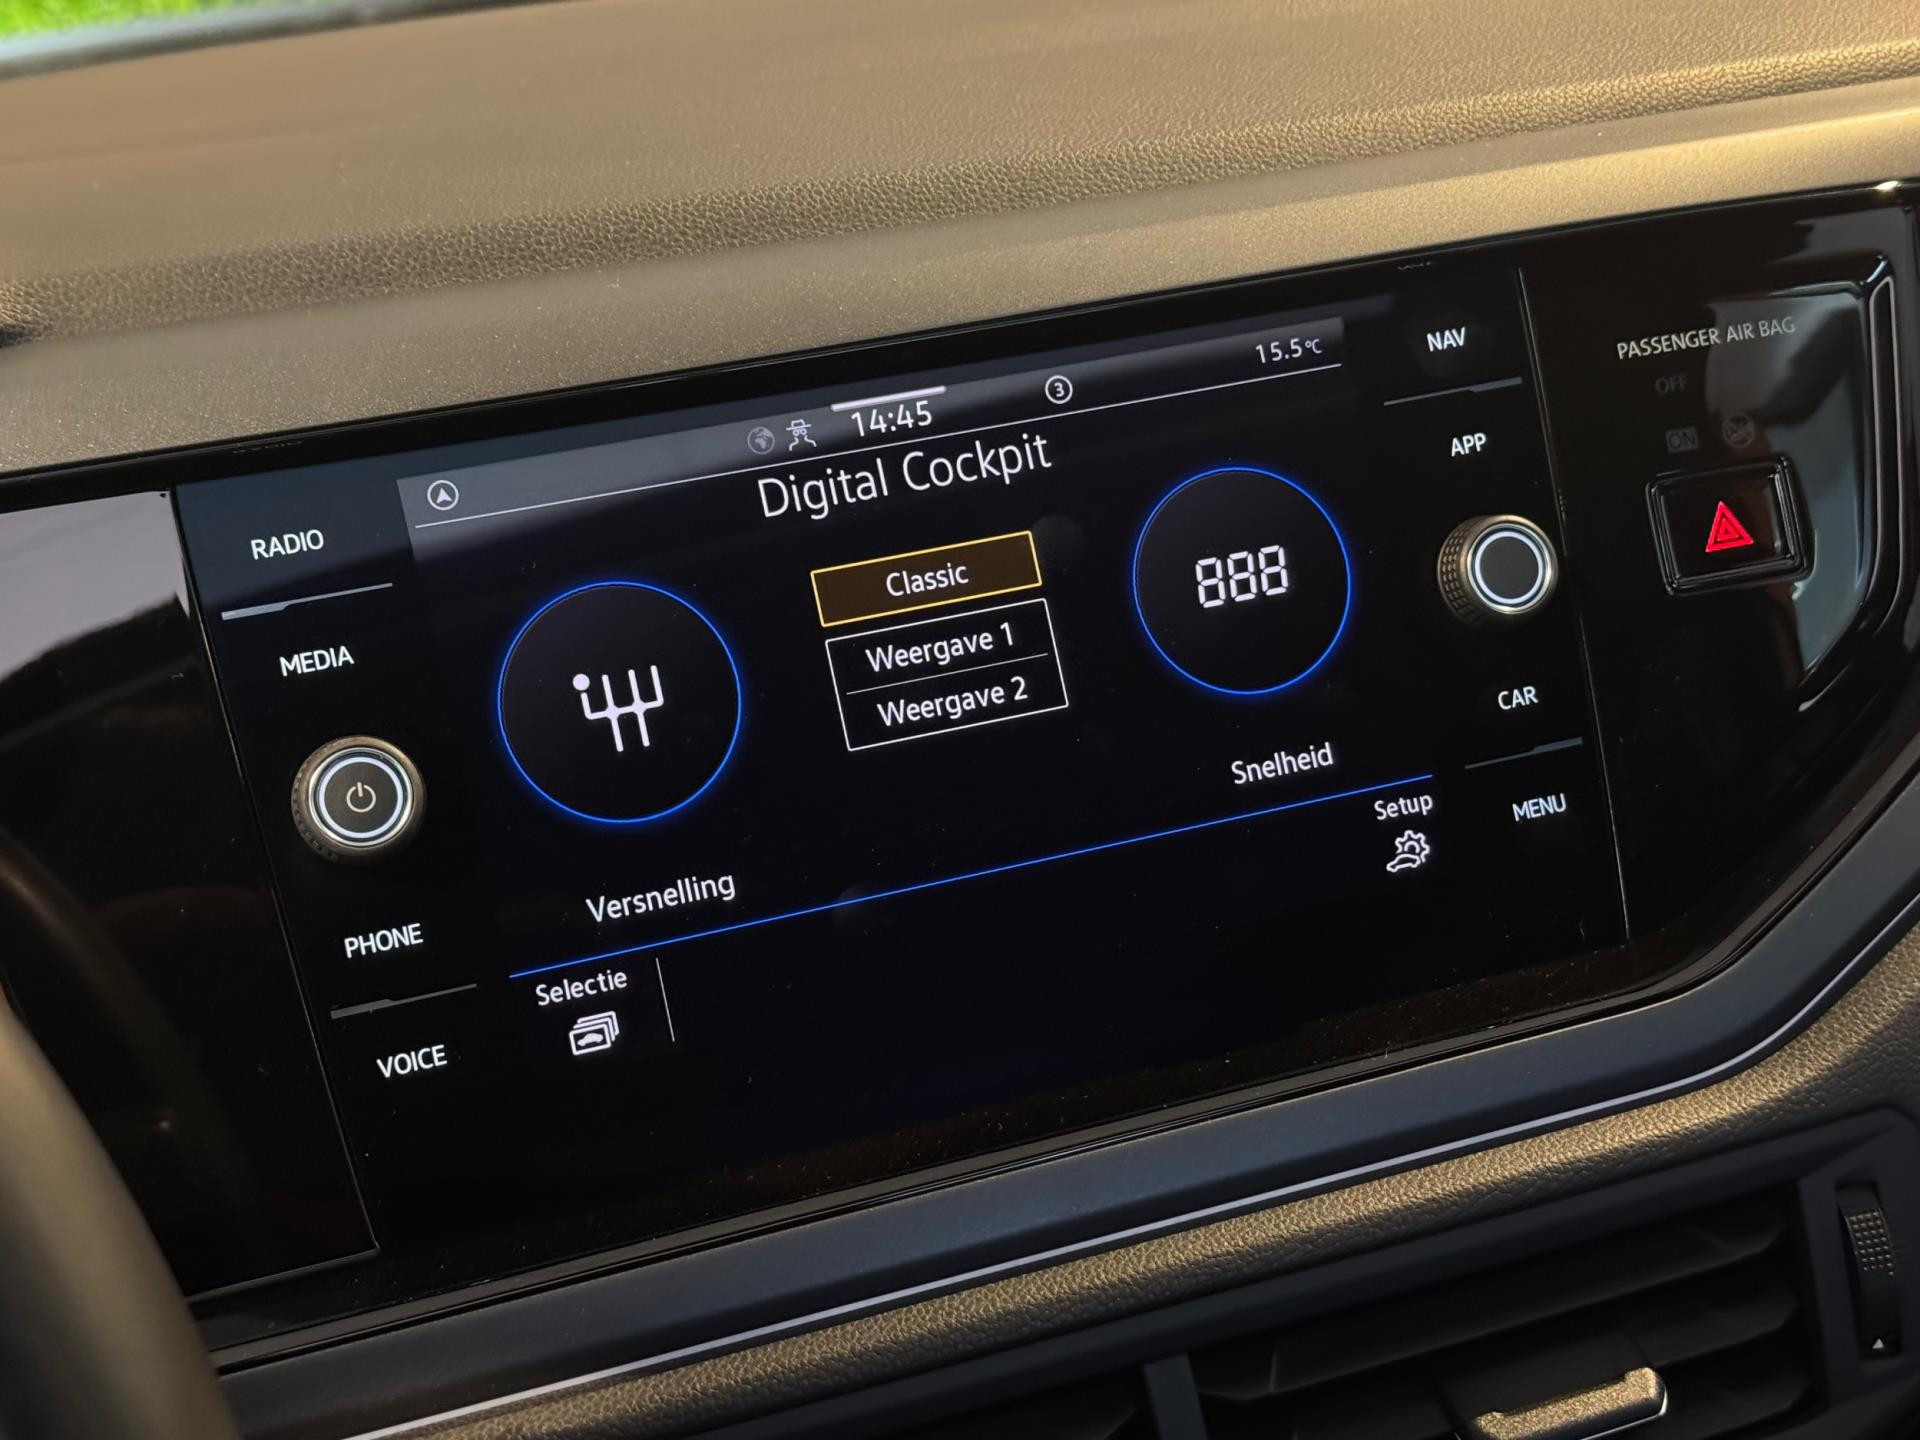 RADIO
MEDIA
PHONE
VOICE
14:45
3
15.5°C
Digital Cockpit
Classic
Weergave 1
Weergave 2
888
Versnelling
Snelheid
Selectie
Setup
NAV
APP
CAR
MENU
PASSENGER AIR BAG
OFF
ON